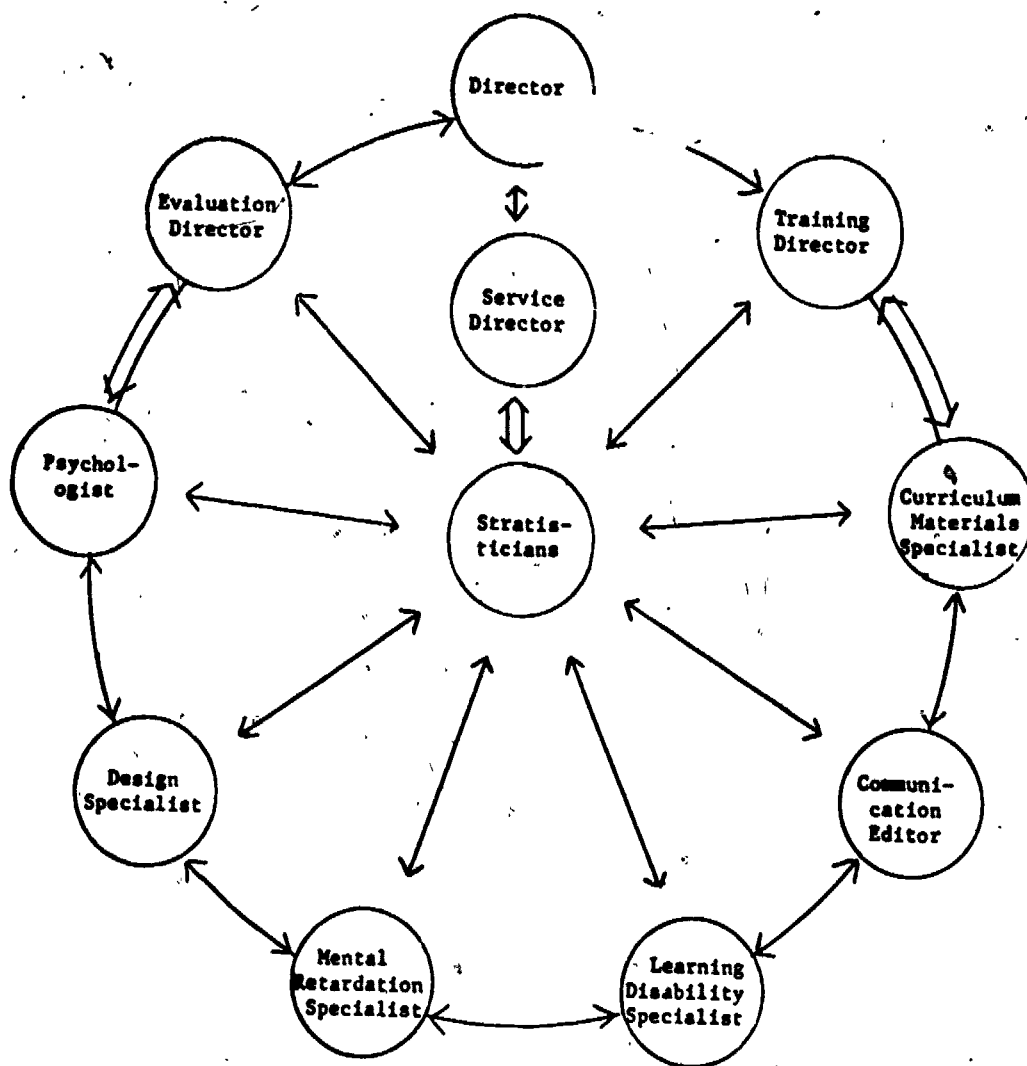 Director
Evaluation
Director
Training
Director
Service
Director
Psychol-
ogist
Stratis-
ticians
Curriculum
Materials
Specialist
Design
Specialist
Communi-
cation
Editor
Mental
Retardation
Specialist
Learning
Disability
Specialist